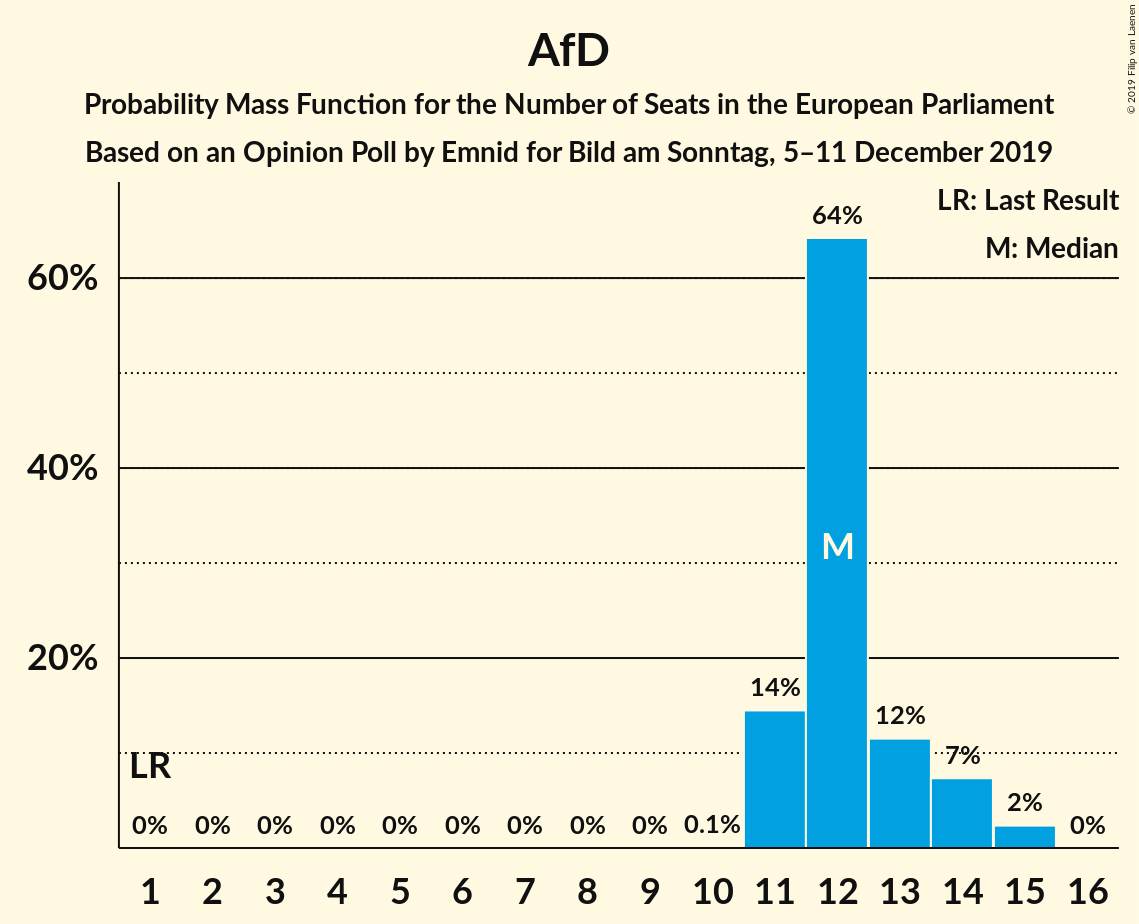 AfD
Probability Mass Function for the Number of Seats in the European Parliament
Based on an Opinion Poll by Emnid for Bild am Sonntag, 5–11 December 2019
© 2019 Filip van Laenen
LR: Last Result
M: Median
60%
40%
20%
64%
M
14%
12%
7%
2%
LR
0% 0% 0% 0% 0% 0% 0% 0% 0% 0.1% 0%
1 2 3 4 5 6 7 8 9 10 11 12 13 14 15 16